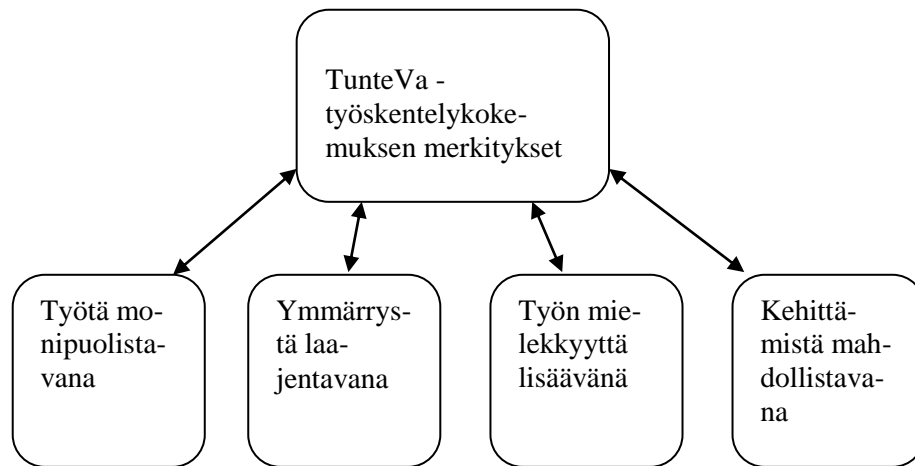 TunteVa -
työskentelykoke-
muksen merkitykset
Työtä mo-
nipuolista-
vana
Ymmärrys-
tä laa-
jentavana
Työn mie-
lekkyyttä
lisäävänä
Kehittä-
mistä mah-
dollistava-
na